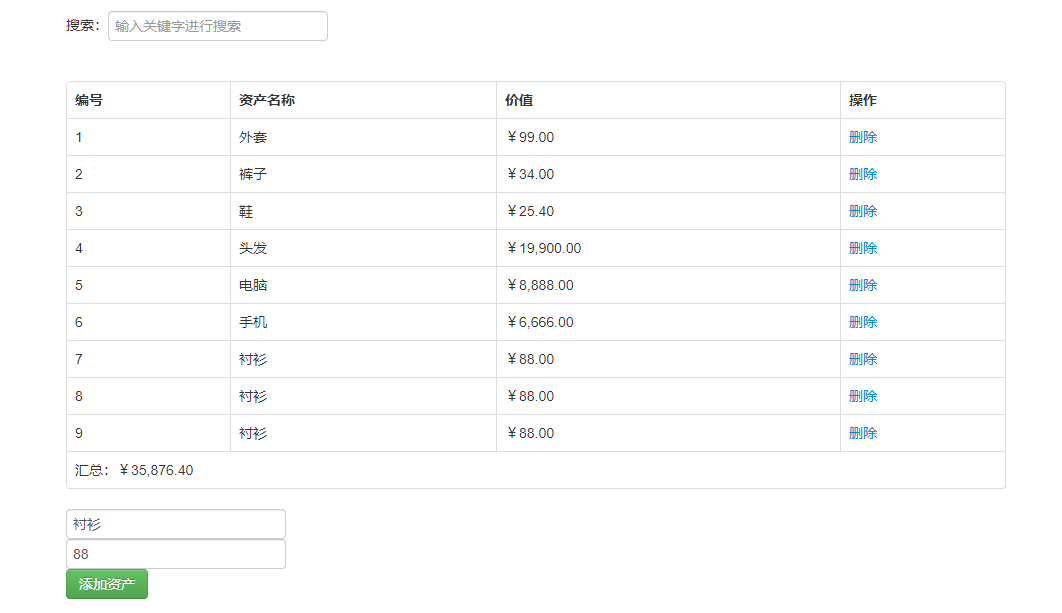 搜索： 输入关键字进行搜索
编号 资产名称 价值 操作
1 外套 ￥99.00 删除
2 裤子 ￥34.00 删除
3 鞋 ￥25.40 删除
4 头发 ￥19,900.00 删除
5 电脑 ￥8,888.00 删除
6 手机 ￥6,666.00 删除
7 衬衫 ￥88.00 删除
8 衬衫 ￥88.00 删除
9 衬衫 ￥88.00 删除
汇总： ￥35,876.40
衬衫
88
添加资产